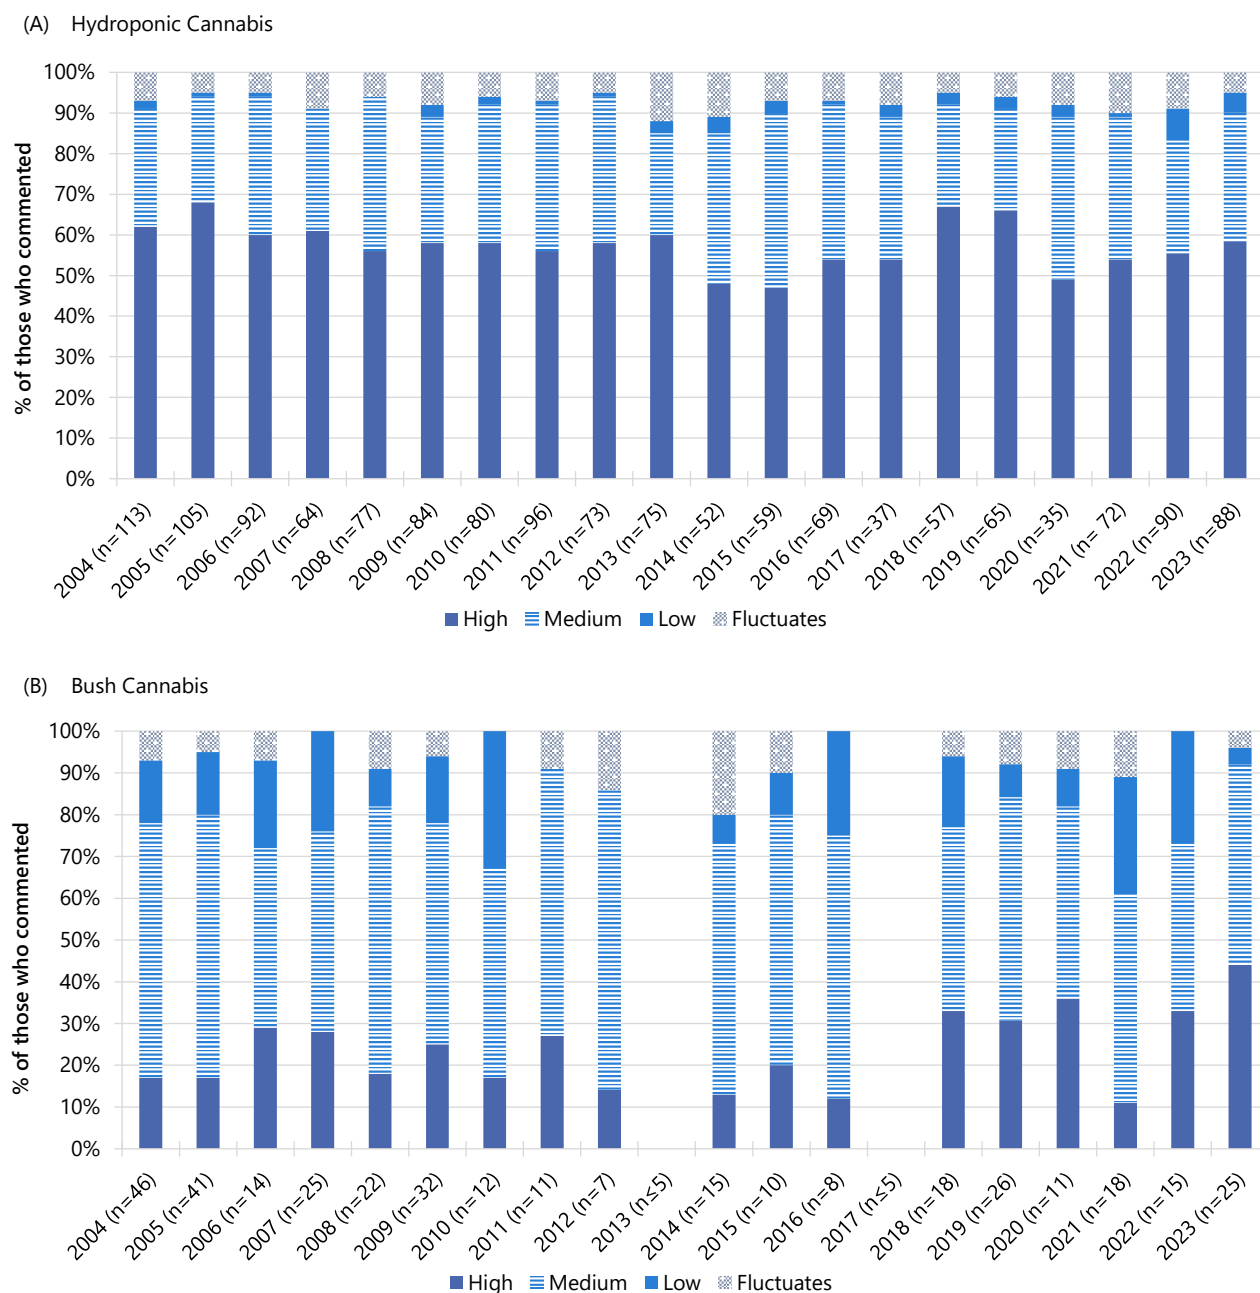 (A) Hydroponic Cannabis
100%
90%
80%
70%
60%
50%
40%
30%
20%
10%
0%
% of those who commented
2004 (n=113)
2005 (n=105)
2006 (n=92)
2007 (n=64)
2008 (n=77)
2009 (n=84)
2010 (n=80)
2011 (n=96)
2012 (n=73)
2013 (n=75)
2014 (n=52)
2015 (n=59)
2016 (n=69)
2017 (n=37)
2018 (n=57)
2019 (n=65)
2020 (n=35)
2021 (n= 72)
2022 (n=90)
2023 (n=88)
High Medium Low Fluctuates
(B) Bush Cannabis
100%
90%
80%
70%
60%
50%
40%
30%
20%
10%
0%
% of those who commented
2004 (n=46)
2005 (n=41)
2006 (n=14)
2007 (n=25)
2008 (n=22)
2009 (n=32)
2010 (n=12)
2011 (n=11)
2012 (n=7)
2013 (n≤5)
2014 (n=15)
2015 (n=10)
2016 (n=8)
2017 (n≤5)
2018 (n=18)
2019 (n=26)
2020 (n=11)
2021 (n=18)
2022 (n=15)
2023 (n=25)
High Medium Low Fluctuates